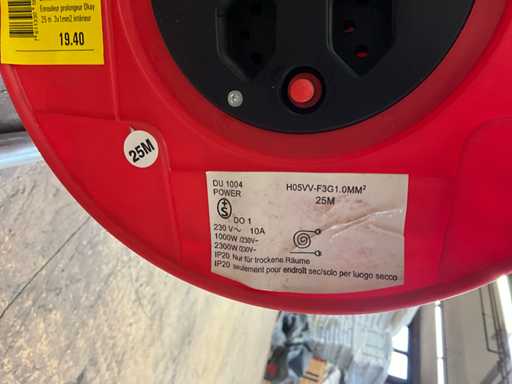 Enrouleur prolongeur Okay
25 m 3x1mm2 intérieur
19.40
25M
DU 1004
POWER
H05VV-F3G1.0MM²
25M
DO 1
230 V～ 10A
1000W /230V~
2300W /230V~
IP20 Nur für trockene Räume
IP20 seulement pour endroit sec/solo per luogo secco